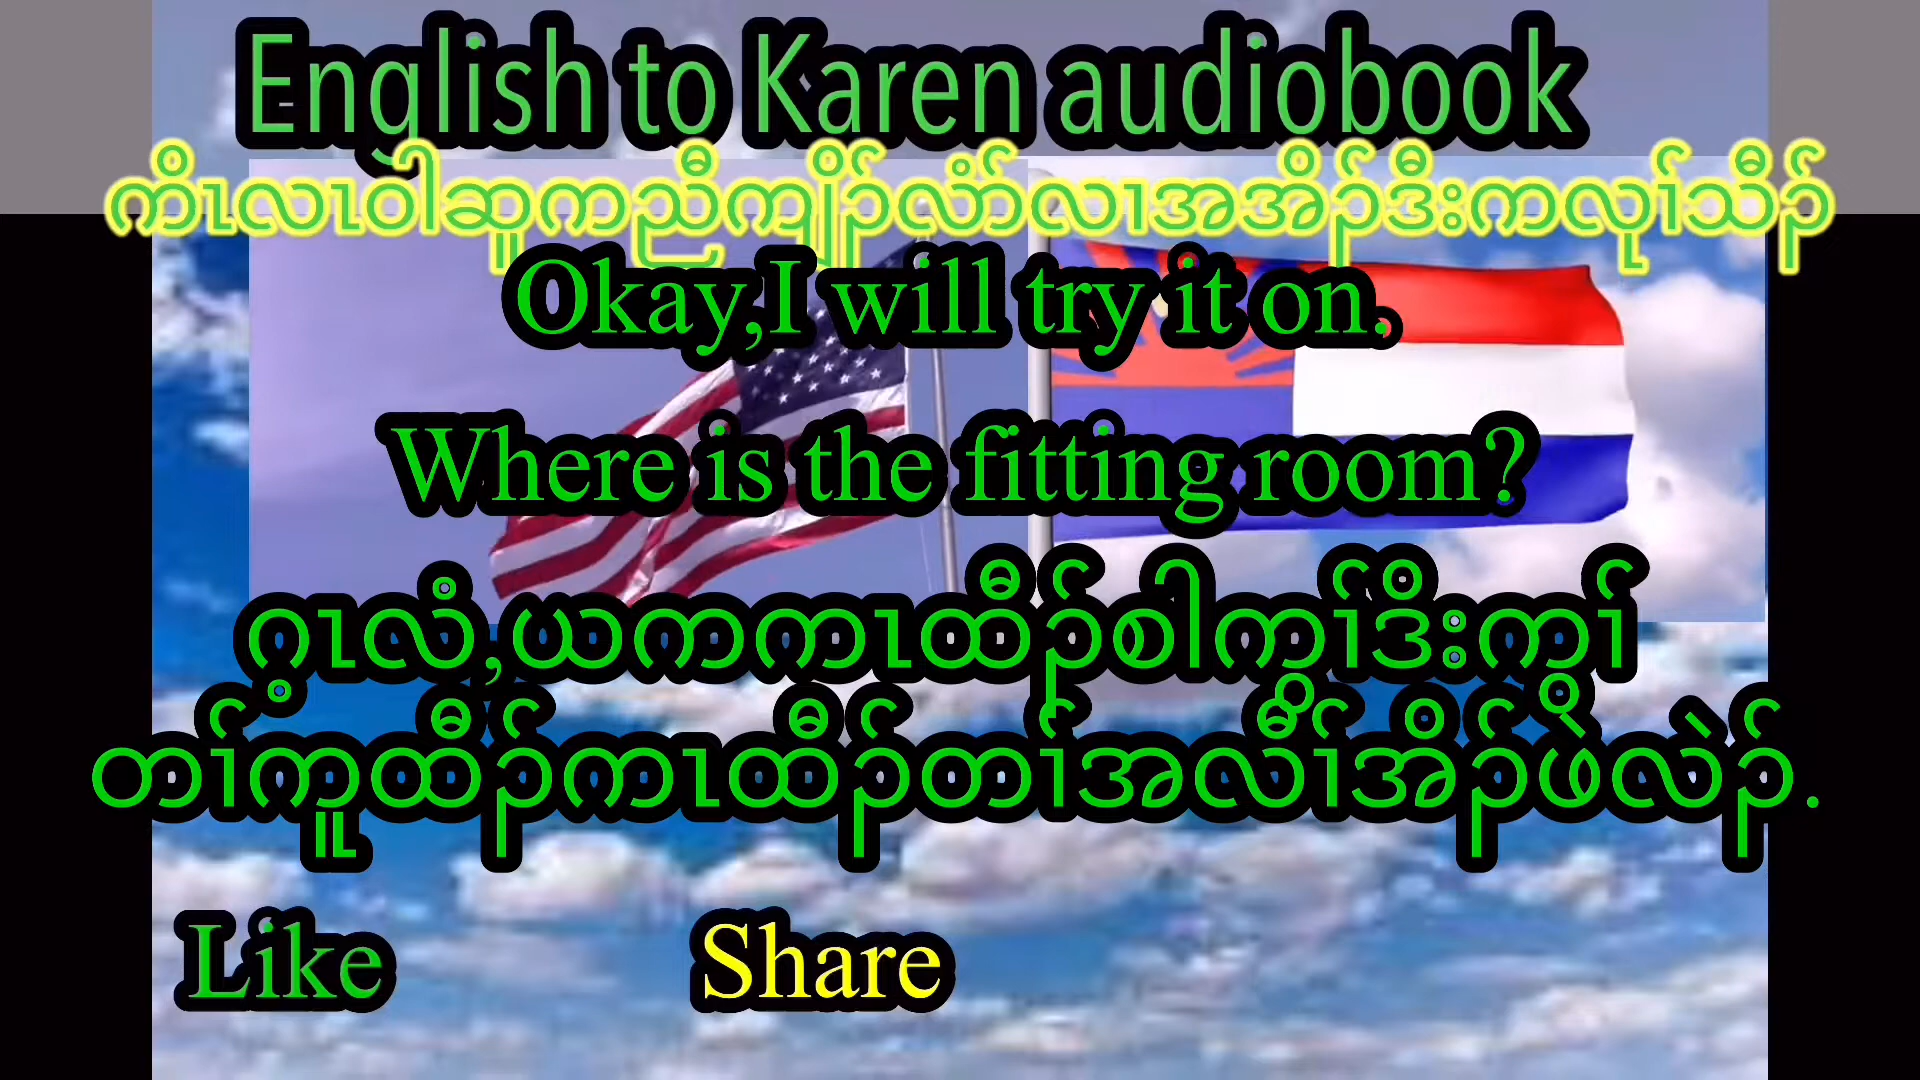 English to Karen audiobook
ကိၤလၤဝါဆူကညီကျိၣ်လံာ်လၢအအိၣ်ဒီးကလုၢ်သီၣ်
Okay,I will try it on.
Where is the fitting room?
ဂ့ၤလံ,ယကကၤထီၣ်စါကွၢ်ဒိးကွၢ်
တၢ်ကူထီၣ်ကၤထီၣ်တၢ်အလီၢ်အိၣ်ဖဲလဲၣ်.
Like Share